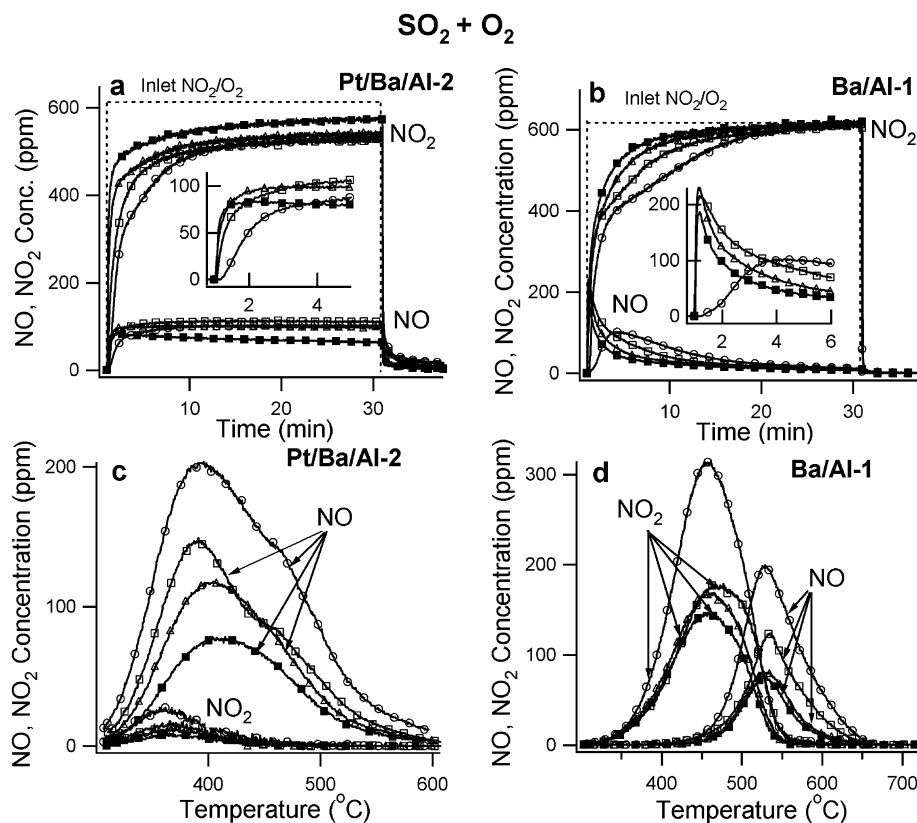 SO2 + O2
a
Inlet NO2/O2
Pt/Ba/Al-2
NO2
NO
NO, NO2 Conc. (ppm)
600
500
400
300
200
100
0
100
50
0
2
4
10
20
30
Time (min)
b
Inlet NO2/O2
Ba/Al-1
NO2
NO
NO, NO2 Concentration (ppm)
600
400
200
0
200
100
0
2
4
6
10
20
30
Time (min)
c
Pt/Ba/Al-2
NO
NO2
NO, NO2 Concentration (ppm)
200
100
0
400
500
600
Temperature (°C)
d
Ba/Al-1
NO2
NO
NO, NO2 Concentration (ppm)
300
200
100
0
400
500
600
700
Temperature (°C)